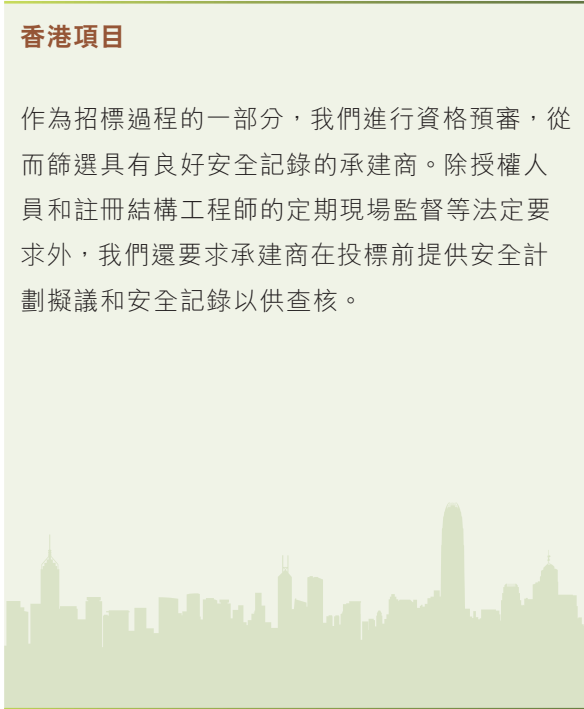 香港項目
作為招標過程的一部分，我們進行資格預審，從
而篩選具有良好安全記錄的承建商。除授權人
員和註冊結構工程師的定期現場監督等法定要
求外，我們還要求承建商在投標前提供安全計
劃擬議和安全記錄以供查核。